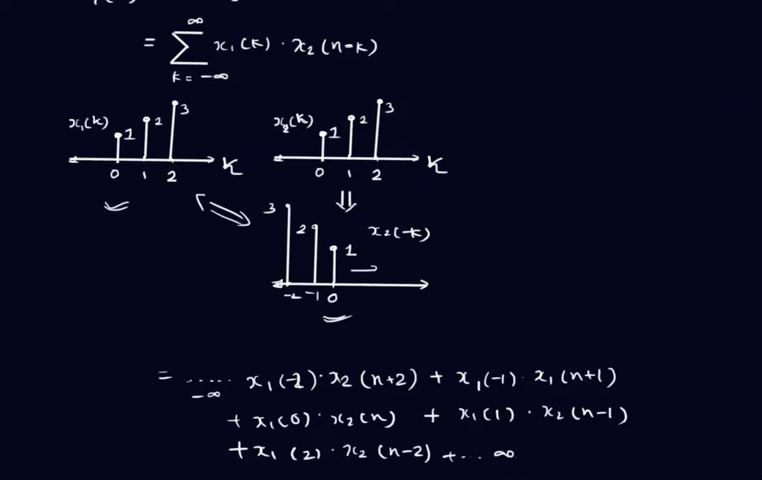 ∞
= Σ x₁(k) · x₂(n-k)
k = -∞
x₁(k) 1 2 3
0 1 2 K
x₂(k) 1 2 3
0 1 2 K
3 2 1 x₂(-k)
-2 -1 0
= ...... x₁(-2) · x₂(n+2) + x₁(-1) · x₁(n+1)
-∞
+ x₁(0) · x₂(n) + x₁(1) · x₂(n-1)
+ x₁(2) · x₂(n-2) + ... ∞